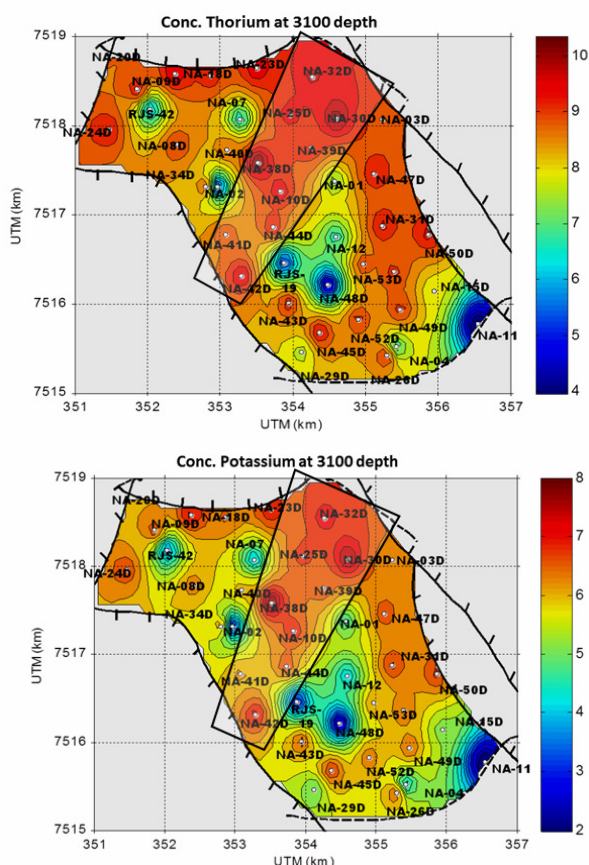 Conc. Thorium at 3100 depth
7519
7518
7517
7516
7515
UTM (km)
NA-20D
NA-23D
NA-18D
NA-09D
NA-32D
NA-07
RJS-42
NA-25D
NA-30D
NA-03D
NA-24D
NA-08D
NA-40D
NA-39D
NA-38D
NA-34D
NA-01
NA-47D
NA-02
NA-10D
NA-31D
NA-44D
NA-41D
NA-12
NA-50D
RJS-
19
NA-53D
NA-42D
NA-15D
NA-48D
NA-43D
NA-49D
NA-11
NA-52D
NA-45D
NA-04
NA-29D
NA-26D
351 352 353 354 355 356 357
UTM (km)
10
9
8
7
6
5
4
Conc. Potassium at 3100 depth
7519
7518
7517
7516
7515
UTM (km)
NA-20D
NA-23D
NA-18D
NA-09D
NA-32D
NA-07
RJS-42
NA-25D
NA-30D
NA-03D
NA-24D
NA-08D
NA-40D
NA-39D
NA-38D
NA-34D
NA-01
NA-47D
NA-02
NA-10D
NA-31D
NA-44D
NA-41D
NA-12
NA-50D
RJS-
19
NA-53D
NA-42D
NA-15D
NA-48D
NA-43D
NA-49D
NA-11
NA-52D
NA-45D
NA-04
NA-29D
NA-26D
351 352 353 354 355 356 357
UTM (km)
8
7
6
5
4
3
2